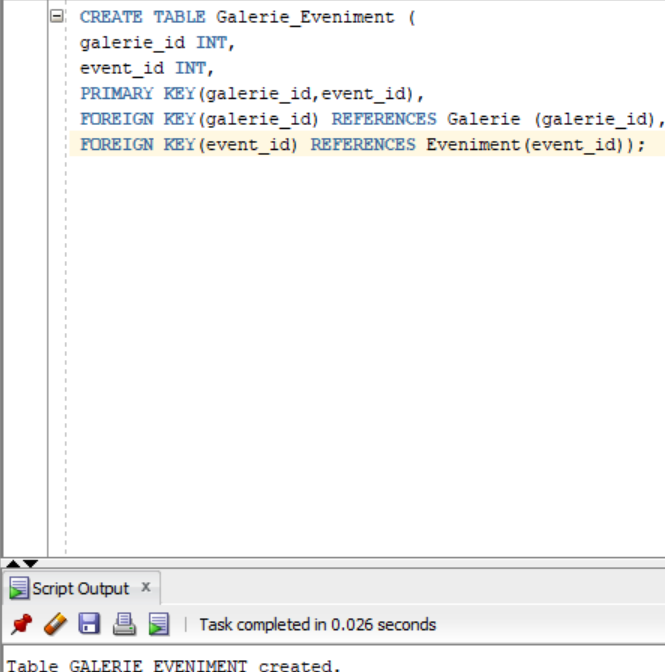 CREATE TABLE Galerie_Eveniment (
galerie_id INT,
event_id INT,
PRIMARY KEY(galerie_id,event_id),
FOREIGN KEY(galerie_id) REFERENCES Galerie (galerie_id),
FOREIGN KEY(event_id) REFERENCES Eveniment(event_id));
Script Output x
Task completed in 0.026 seconds
Table GALERIE_EVENIMENT created.